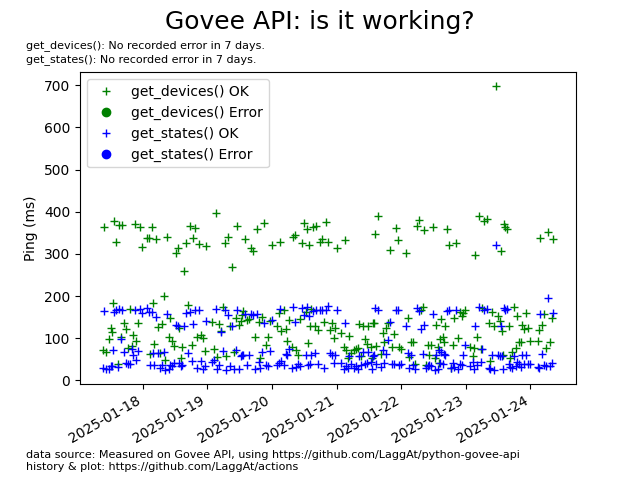 Govee API: is it working?
get_devices(): No recorded error in 7 days.
get_states(): No recorded error in 7 days.
700
600
500
400
300
200
100
0
Ping (ms)
get_devices() OK
get_devices() Error
get_states() OK
get_states() Error
2025-01-18
2025-01-19
2025-01-20
2025-01-21
2025-01-22
2025-01-23
2025-01-24
data source: Measured on Govee API, using https://github.com/LaggAt/python-govee-api
history & plot: https://github.com/LaggAt/actions